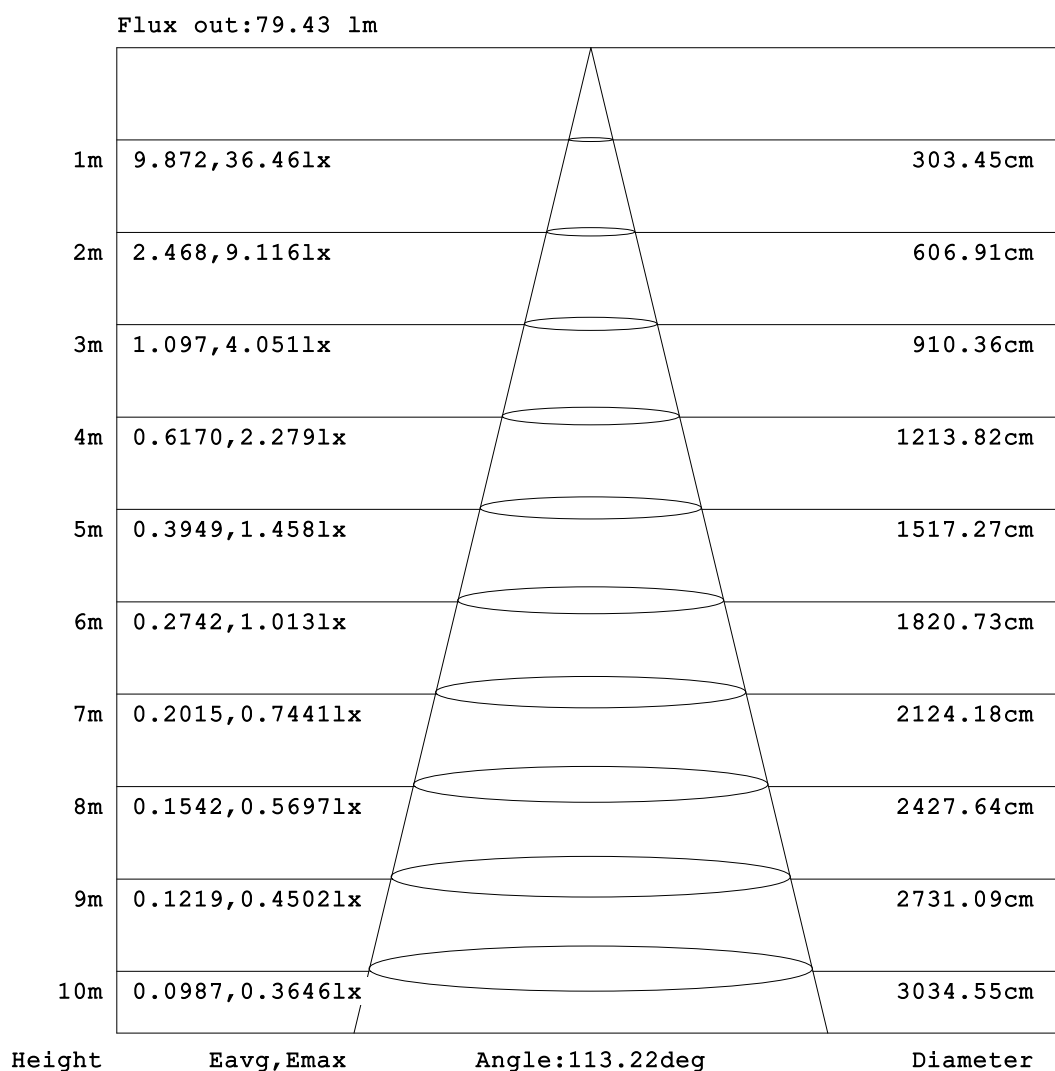 Flux out:79.43 lm
1m 9.872,36.46lx 303.45cm
2m 2.468,9.116lx 606.91cm
3m 1.097,4.051lx 910.36cm
4m 0.6170,2.279lx 1213.82cm
5m 0.3949,1.458lx 1517.27cm
6m 0.2742,1.013lx 1820.73cm
7m 0.2015,0.7441lx 2124.18cm
8m 0.1542,0.5697lx 2427.64cm
9m 0.1219,0.4502lx 2731.09cm
10m 0.0987,0.3646lx 3034.55cm
Height Eavg,Emax Angle:113.22deg Diameter